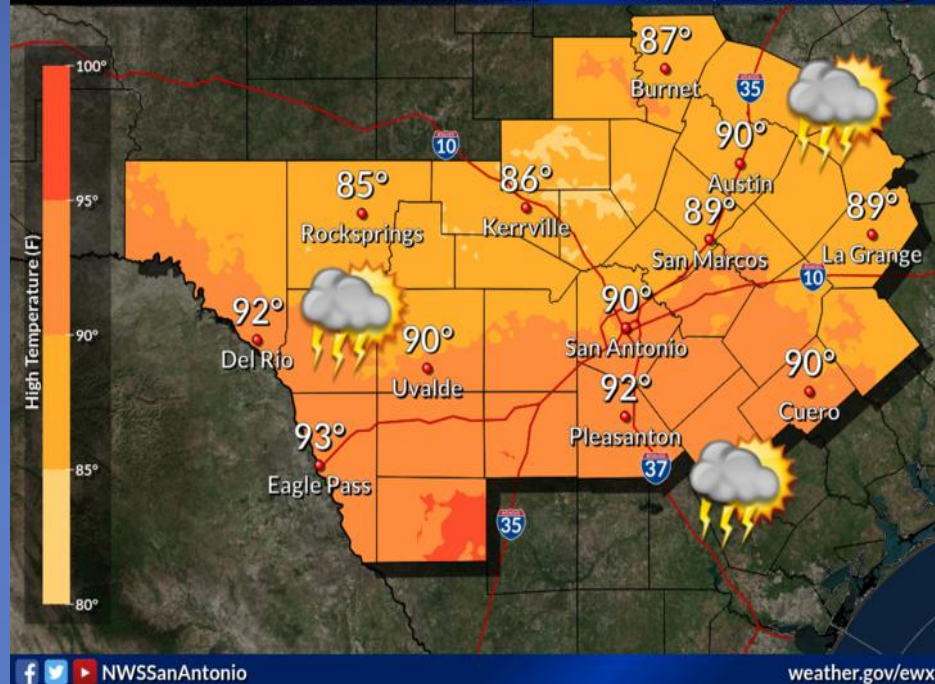 High Temperature (F)
100°
95°
90°
85°
80°
87°
Burnet
35
90°
Austin
10
85°
Rocksprings
86°
Kerrville
89°
San Marcos
89°
La Grange
10
92°
Del Rio
90°
Uvalde
90°
San Antonio
92°
Pleasanton
90°
Cuero
93°
Eagle Pass
37
35
NWSSanAntonio
weather.gov/ewx